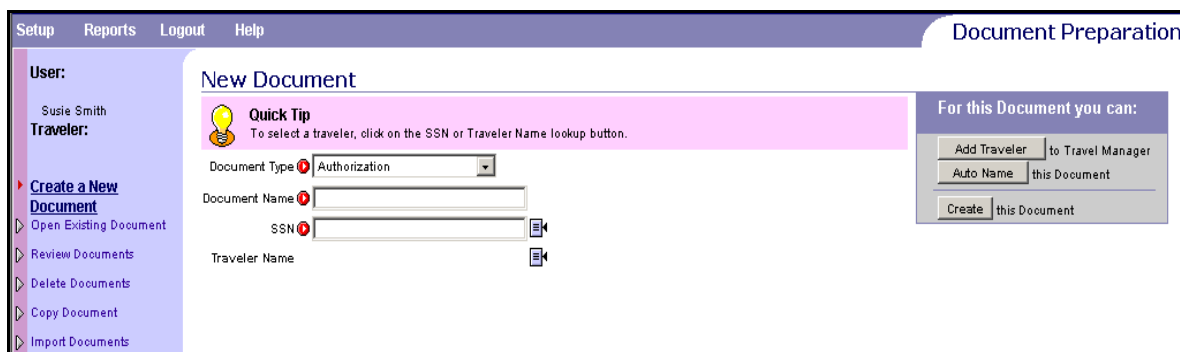 Setup Reports Logout Help
Document Preparation
User:
Susie Smith
Traveler:
Create a New
Document
Open Existing Document
Review Documents
Delete Documents
Copy Document
Import Documents
New Document
Quick Tip
To select a traveler, click on the SSN or Traveler Name lookup button.
Document Type Authorization
Document Name
SSN
Traveler Name
For this Document you can:
Add Traveler to Travel Manager
Auto Name this Document
Create this Document